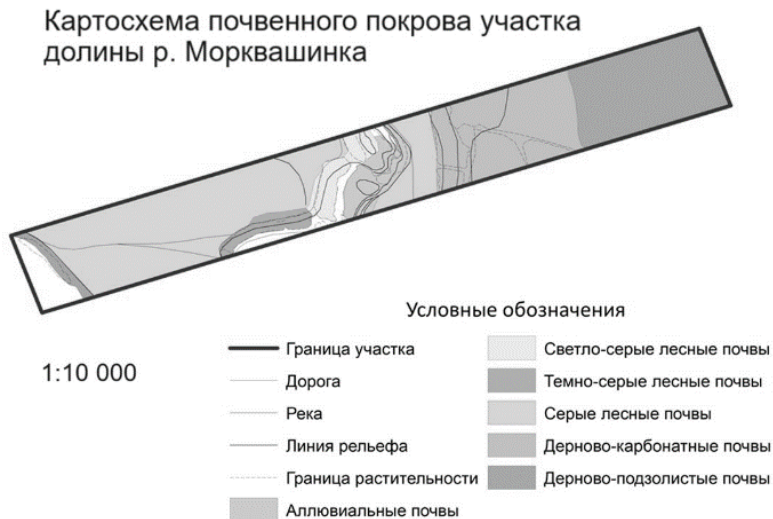 Картосхема почвенного покрова участка
долины р. Морквашинка
Условные обозначения
1:10 000
Граница участка
Дорога
Река
Линия рельефа
Граница растительности
Аллювиальные почвы
Светло-серые лесные почвы
Темно-серые лесные почвы
Серые лесные почвы
Дерново-карбонатные почвы
Дерново-подзолистые почвы